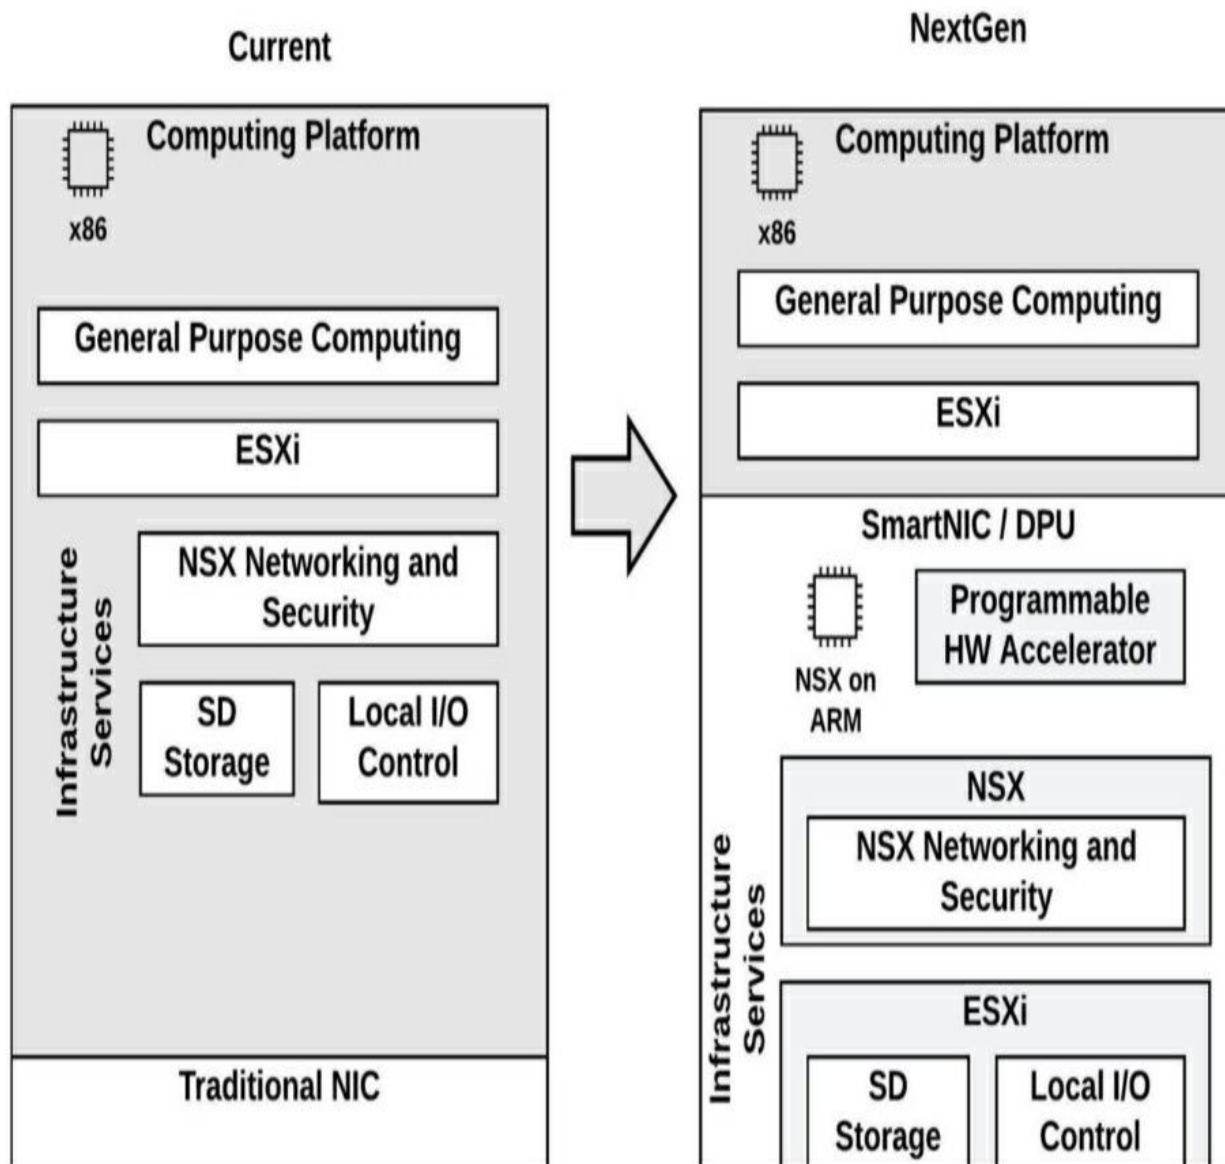 Current
Computing Platform
x86
General Purpose Computing
ESXi
Infrastructure
Services
NSX Networking and
Security
SD
Storage
Local I/O
Control
Traditional NIC
NextGen
Computing Platform
x86
General Purpose Computing
ESXi
SmartNIC / DPU
NSX on
ARM
Programmable
HW Accelerator
Infrastructure
Services
NSX
NSX Networking and
Security
ESXi
SD
Storage
Local I/O
Control